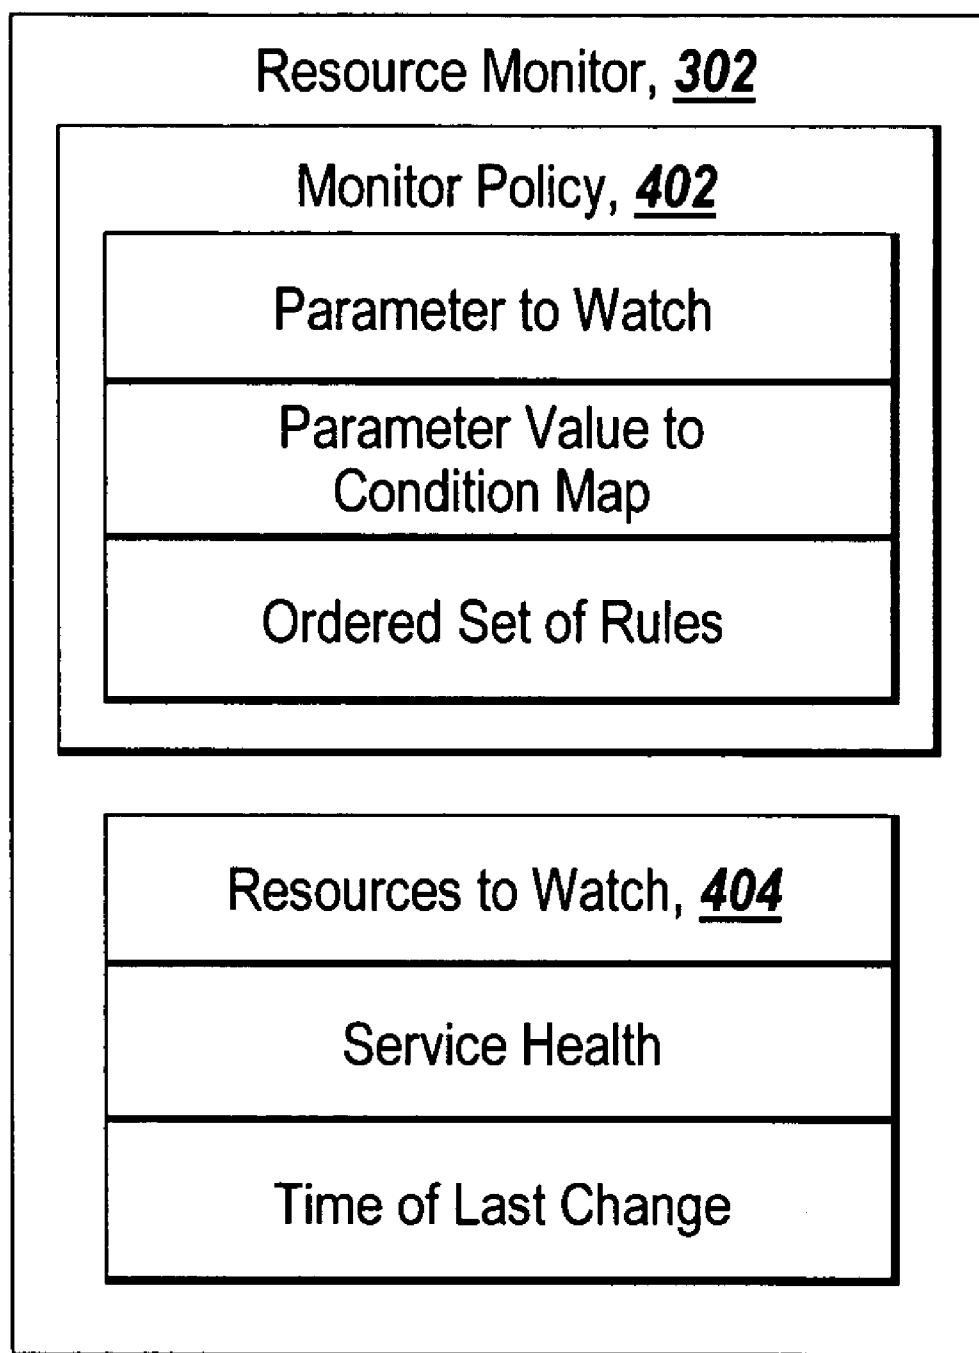 Resource Monitor, 302
Monitor Policy, 402
Parameter to Watch
Parameter Value to
Condition Map
Ordered Set of Rules
Resources to Watch, 404
Service Health
Time of Last Change